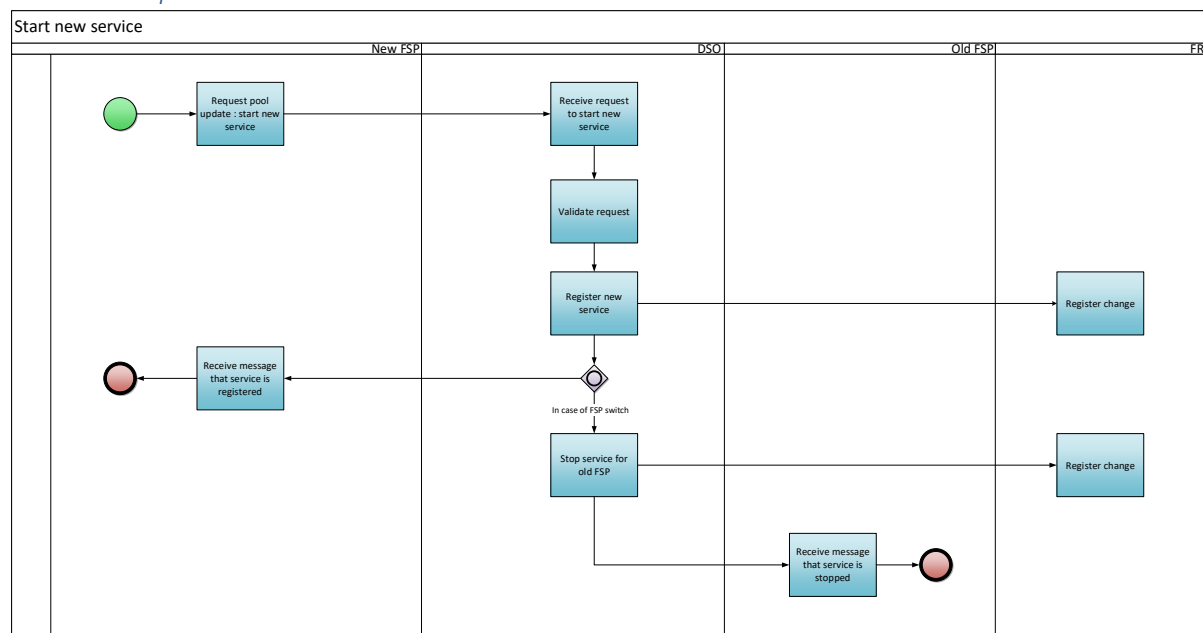 Start new service
New FSP
DSO
Old FSP
FR
Request pool
update : start new
service
Receive request
to start new
service
Validate request
Register new
service
Register change
Receive message
that service is
registered
In case of FSP switch
Stop service for
old FSP
Register change
Receive message
that service is
stopped